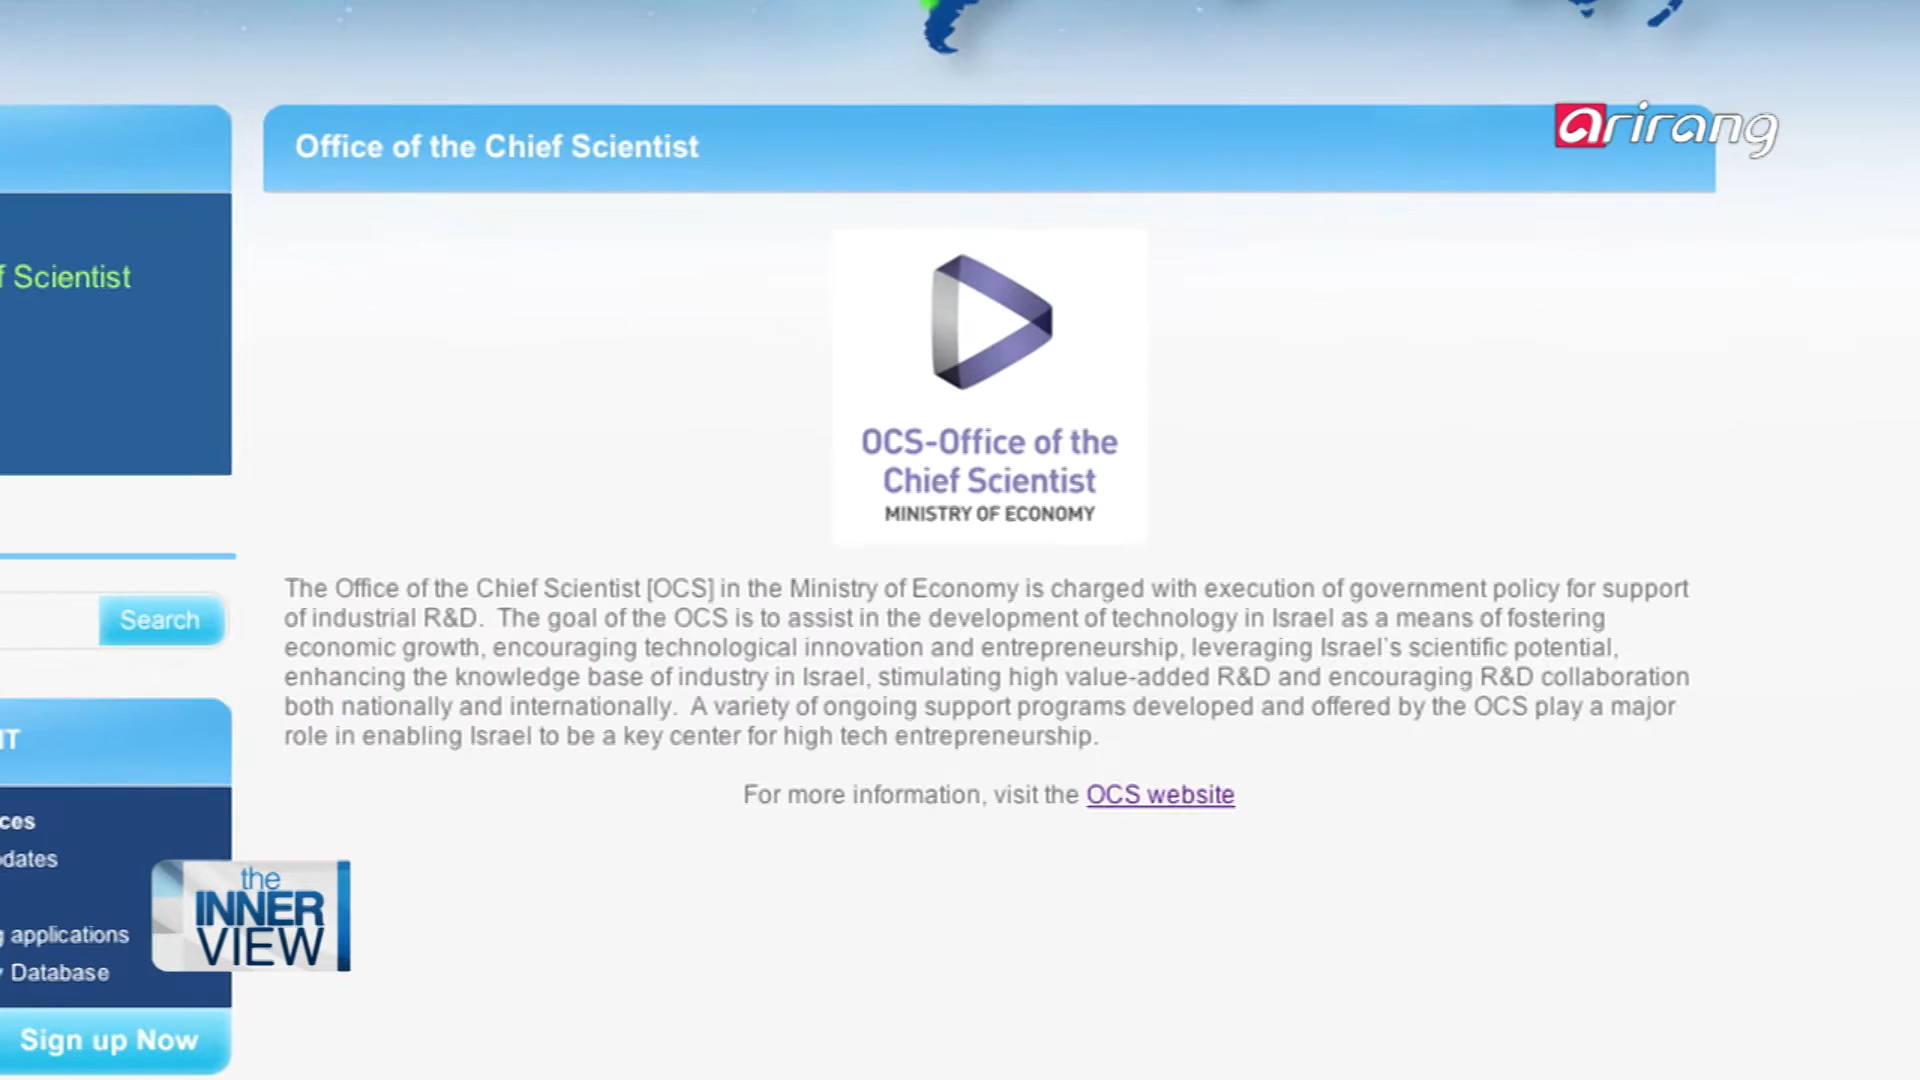 Office of the Chief Scientist
arirang
f Scientist
OCS-Office of the
Chief Scientist
MINISTRY OF ECONOMY
The Office of the Chief Scientist [OCS] in the Ministry of Economy is charged with execution of government policy for support
of industrial R&D.  The goal of the OCS is to assist in the development of technology in Israel as a means of fostering
economic growth, encouraging technological innovation and entrepreneurship, leveraging Israel's scientific potential,
enhancing the knowledge base of industry in Israel, stimulating high value-added R&D and encouraging R&D collaboration
both nationally and internationally.  A variety of ongoing support programs developed and offered by the OCS play a major
role in enabling Israel to be a key center for high tech entrepreneurship.
For more information, visit the OCS website
Search
IT
ces
dates
g applications
y Database
Sign up Now
the
INNER
VIEW